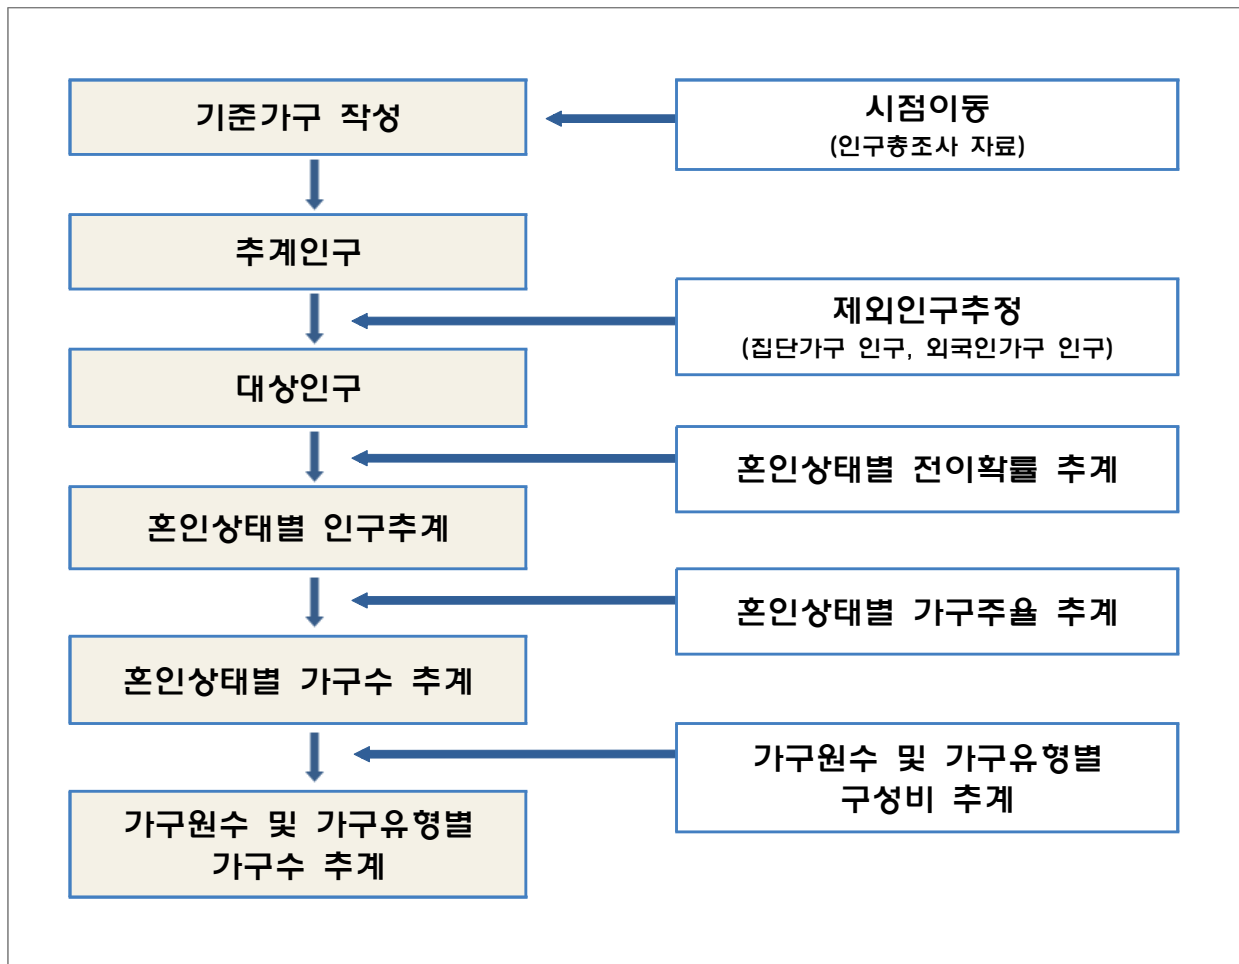 기준가구 작성
시점이동
(인구총조사 자료)
추계인구
제외인구추정
(집단가구 인구, 외국인가구 인구)
대상인구
혼인상태별 전이확률 추계
혼인상태별 인구추계
혼인상태별 가구주율 추계
혼인상태별 가구수 추계
가구원수 및 가구유형별
구성비 추계
가구원수 및 가구유형별
가구수 추계